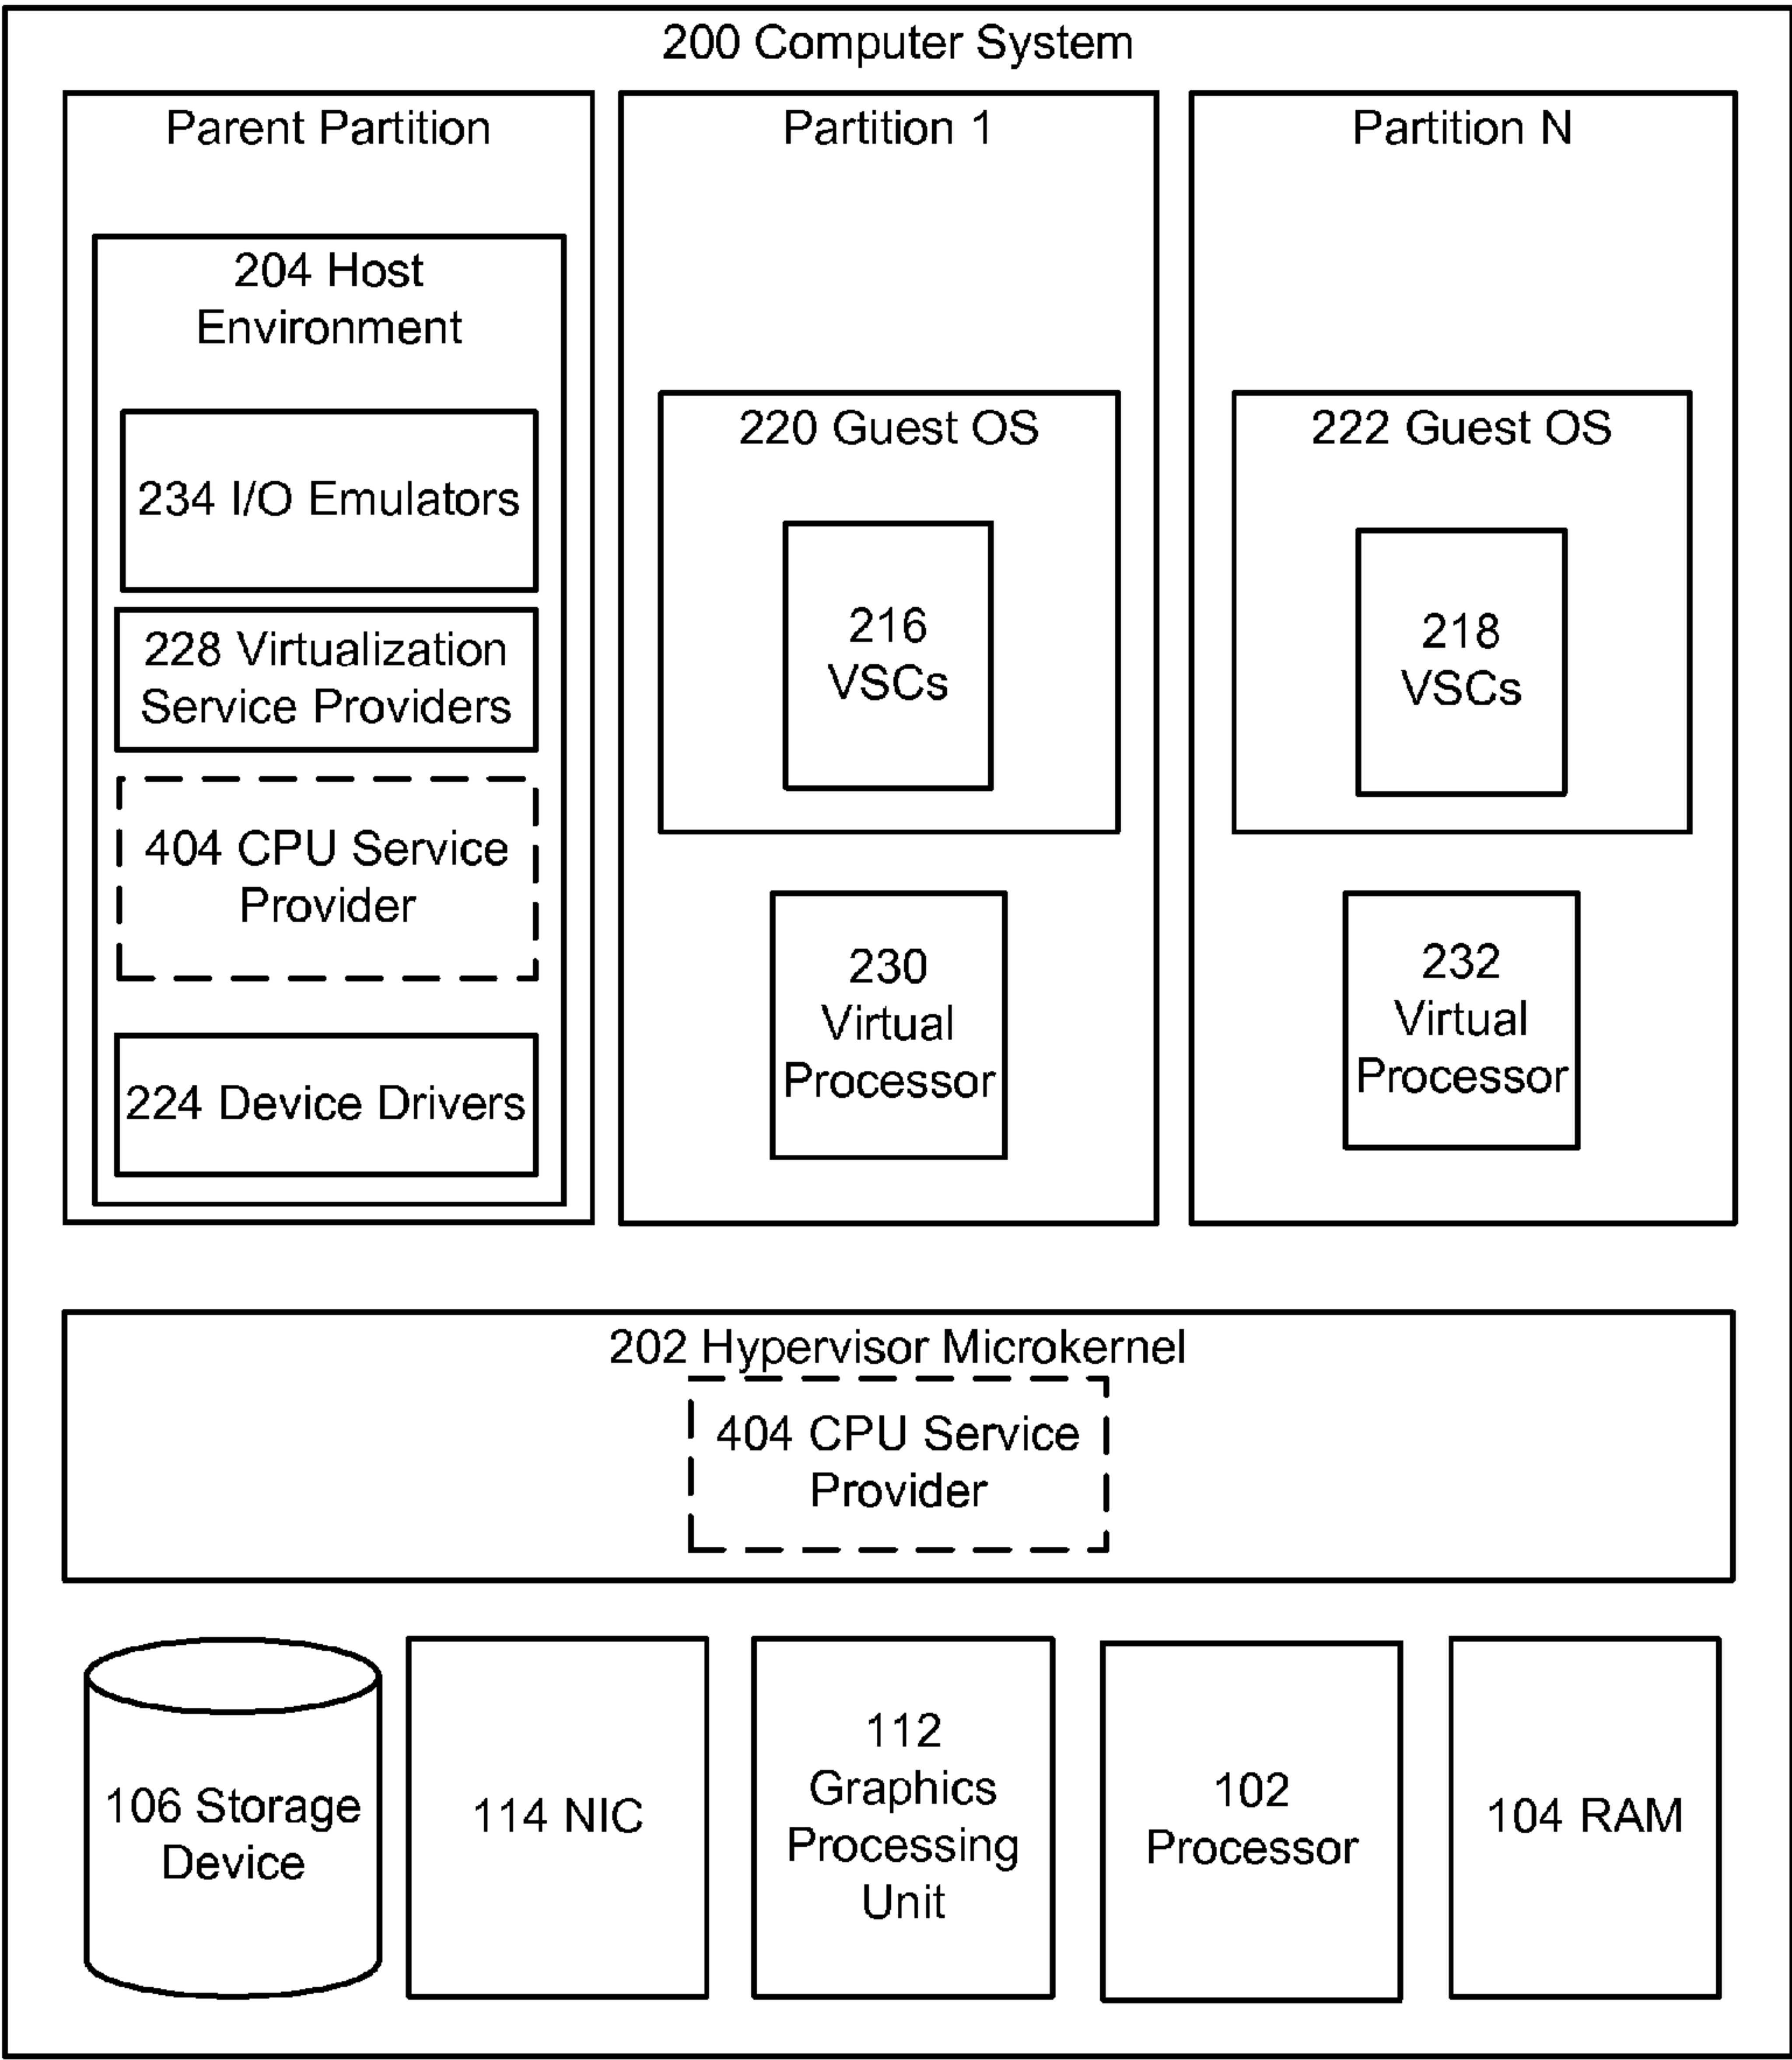 200 Computer System
Parent Partition
204 Host
Environment
234 I/O Emulators
228 Virtualization
Service Providers
404 CPU Service
Provider
224 Device Drivers
Partition 1
220 Guest OS
216
VSCs
230
Virtual
Processor
Partition N
222 Guest OS
218
VSCs
232
Virtual
Processor
202 Hypervisor Microkernel
404 CPU Service
Provider
106 Storage
Device
114 NIC
112
Graphics
Processing
Unit
102
Processor
104 RAM